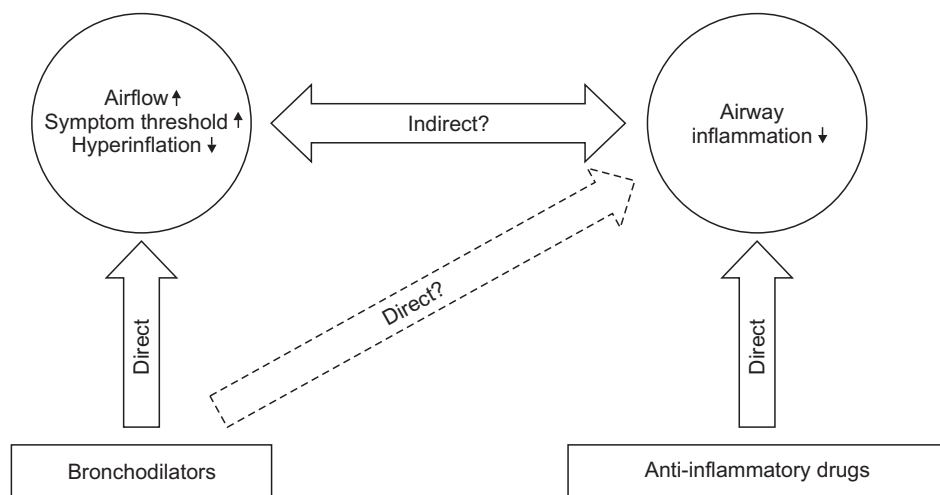 Airflow ↑
Symptom threshold ↑
Hyperinflation ↓
Indirect?
Airway
inflammation ↓
Direct
Direct?
Direct
Bronchodilators
Anti-inflammatory drugs